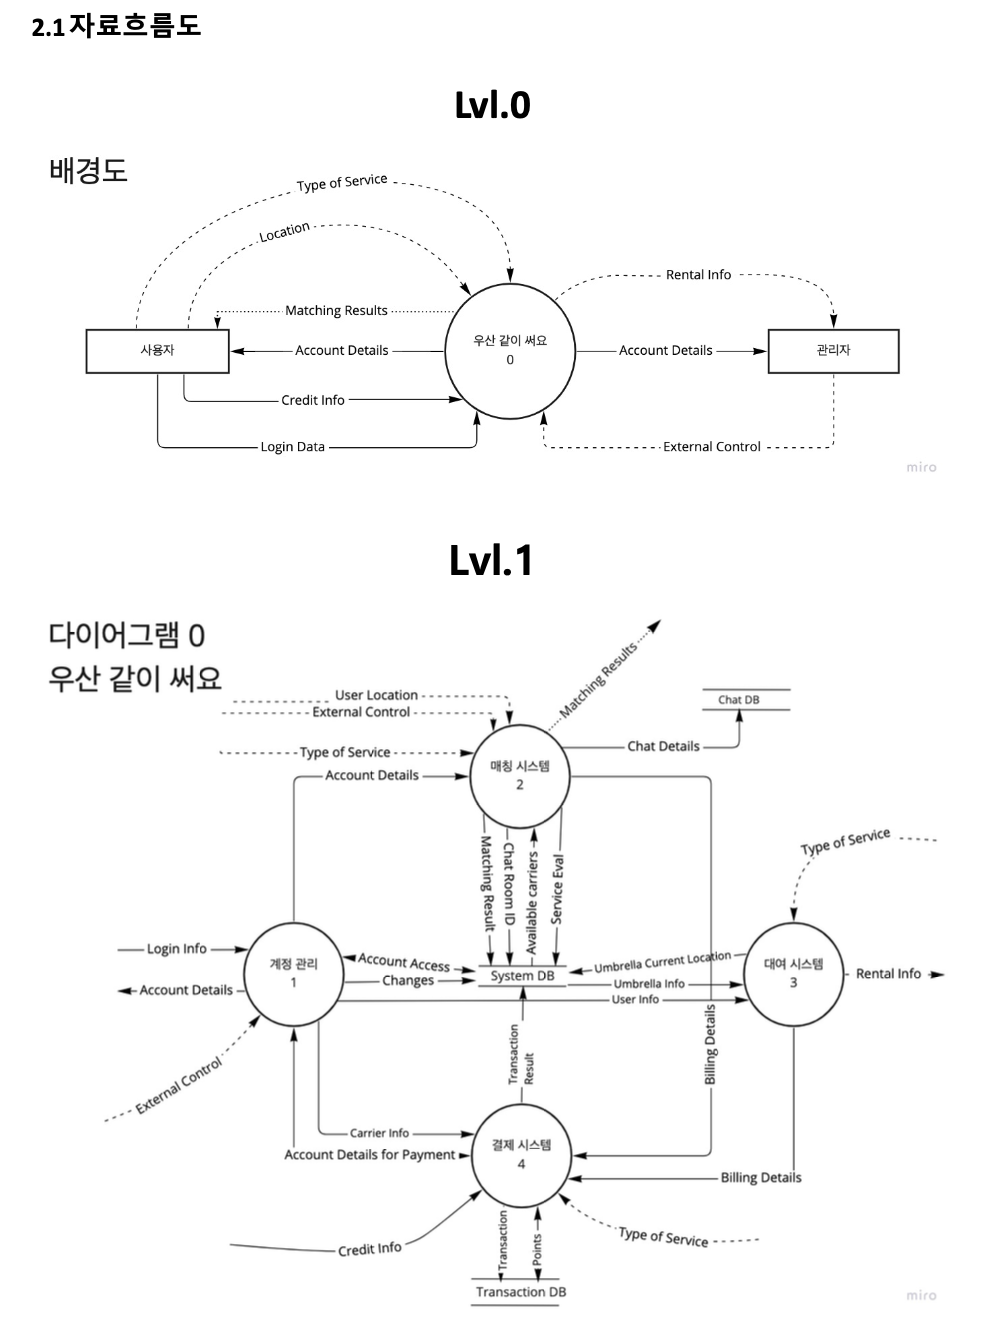 2.1 자료흐름도
Lvl.0
배경도
Type of Service
Location
Matching Results
Rental Info
사용자
Account Details
우산 같이 써요
0
Account Details
관리자
Credit Info
Login Data
External Control
miro
Lvl.1
다이어그램 0
우산 같이 써요
Matching Results
User Location
External Control
Chat DB
Type of Service
Chat Details
매칭 시스템
2
Account Details
Type of Service
Matching Result
Chat Room ID
Available carriers
Service Eval
Login Info
계정 관리
1
Account Access
Changes
System DB
Umbrella Current Location
Umbrella Info
User Info
대여 시스템
3
Rental Info
Account Details
External Control
Transaction
Result
Billing Details
Carrier Info
Account Details for Payment
결제 시스템
4
Billing Details
Credit Info
Transaction
Points
Type of Service
Transaction DB
miro